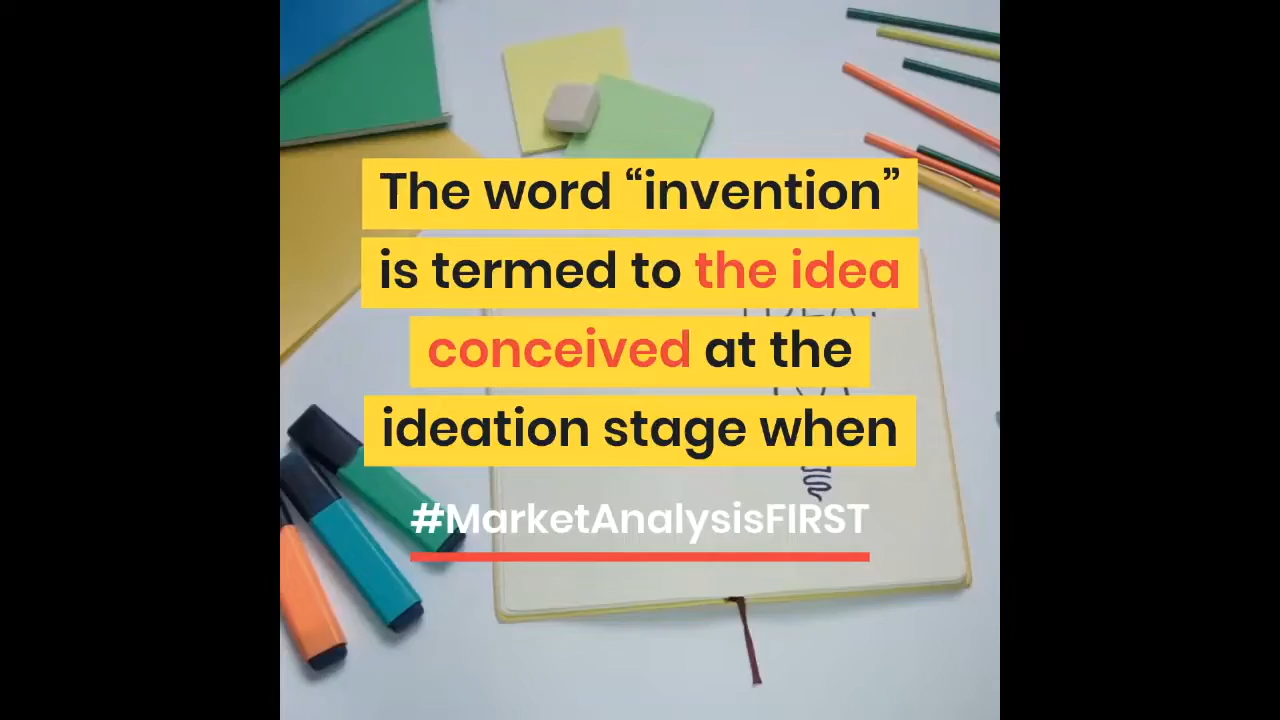 The word “invention”
is termed to the idea
conceived at the
ideation stage when
#MarketAnalysisFIRST